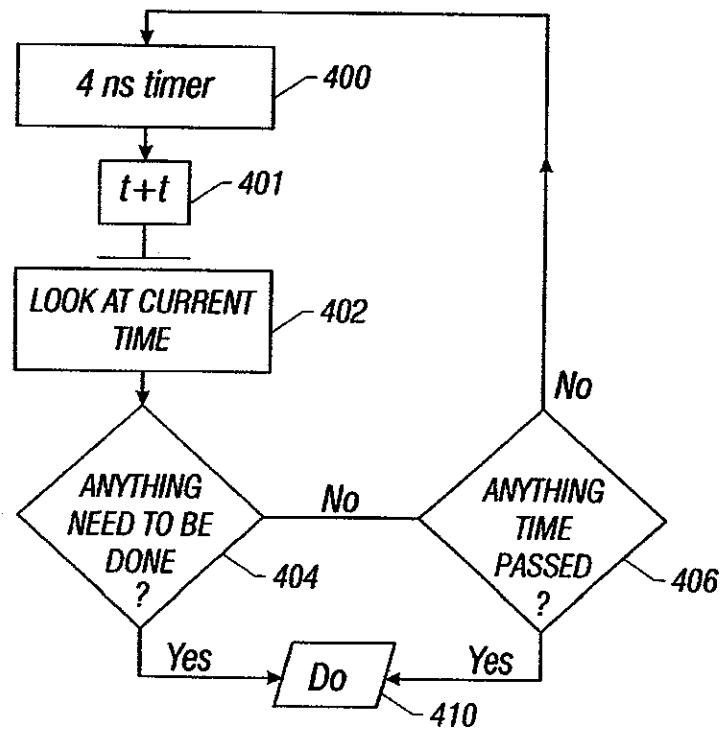 4 ns timer
400
t+t
401
LOOK AT CURRENT
TIME
402
ANYTHING
NEED TO BE
DONE
?
404
No
ANYTHING
TIME
PASSED
?
406
No
Yes
Do
Yes
410